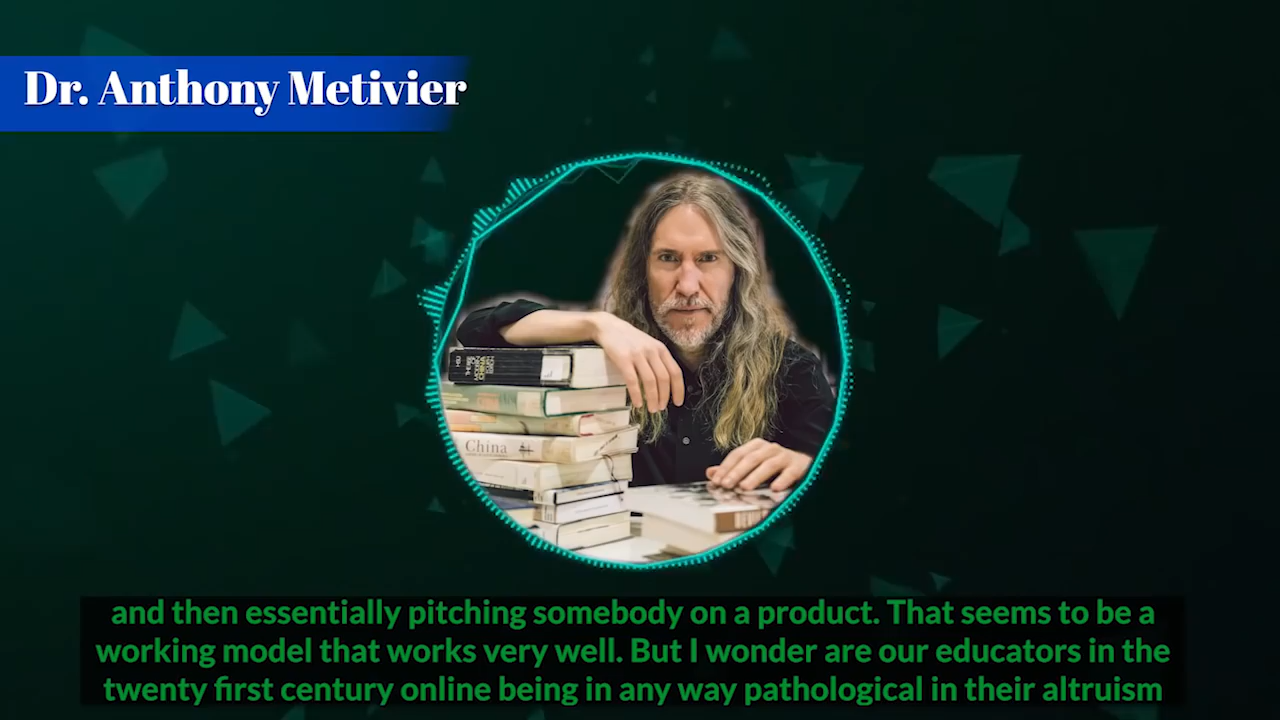 Dr. Anthony Metivier
China
and then essentially pitching somebody on a product. That seems to be a
working model that works very well. But I wonder are our educators in the
twenty first century online being in any way pathological in their altruism